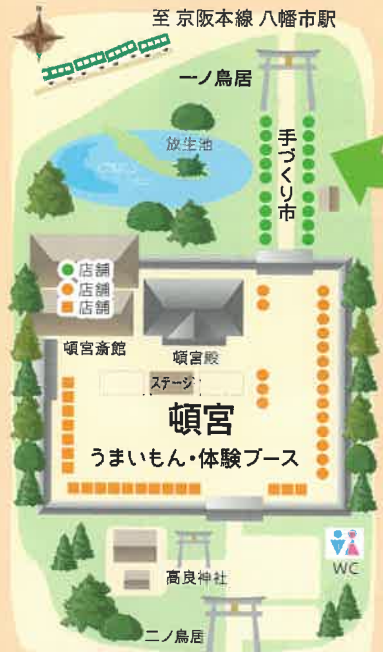 至 京阪本線 八幡市駅
一ノ鳥居
放生池
手づくり市
店舗
店舗
店舗
頓宮斎館
頓宮殿
ステージ
頓宮
うまいもん・体験ブース
高良神社
WC
二ノ鳥居